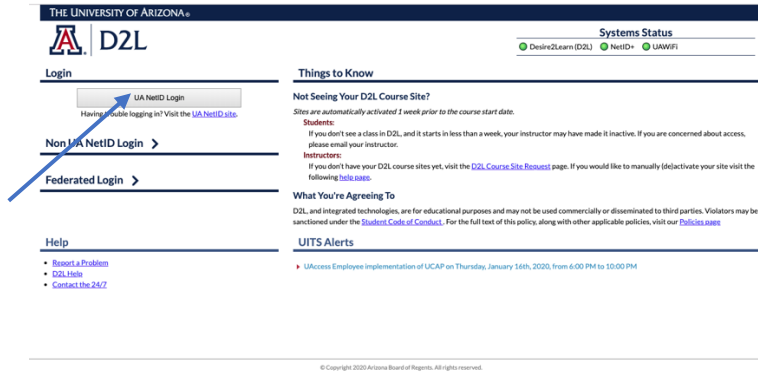 THE UNIVERSITY OF ARIZONA®
A D2L
Systems Status
Desire2Learn (D2L) NetID+ UAWiFi
Login
UA NetID Login
Having trouble logging in? Visit the UA NetID site.
Non UA NetID Login
Federated Login
Things to Know
Not Seeing Your D2L Course Site?
Sites are automatically activated 1 week prior to the course start date.
Students:
If you don't see a class in D2L, and it starts in less than a week, your instructor may have made it inactive. If you are concerned about access,
please email your instructor.
Instructors:
If you don't have your D2L course sites yet, visit the D2L Course Site Request page. If you would like to manually (de)activate your site visit the
following help page.
What You're Agreeing To
D2L, and integrated technologies, are for educational purposes and may not be used commercially or disseminated to third parties. Violators may be
sanctioned under the Student Code of Conduct. For the full text of this policy, along with other applicable policies, visit our Policies page
Help
Report a Problem
D2L Help
Contact the 24/7
UITS Alerts
UAccess Employee implementation of UCAP on Thursday, January 16th, 2020, from 6:00 PM to 10:00 PM
© Copyright 2020 Arizona Board of Regents. All rights reserved.